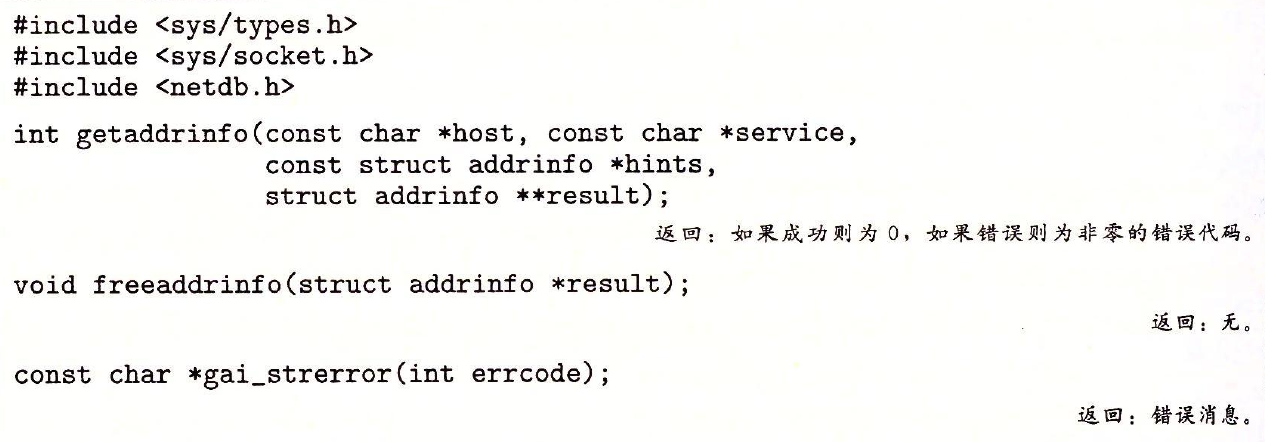 #include <sys/types.h>
#include <sys/socket.h>
#include <netdb.h>
int getaddrinfo(const char *host, const char *service,
                const struct addrinfo *hints,
                struct addrinfo **result);
返回：如果成功则为 0，如果错误则为非零的错误代码。
void freeaddrinfo(struct addrinfo *result);
返回：无。
const char *gai_strerror(int errcode);
返回：错误消息。